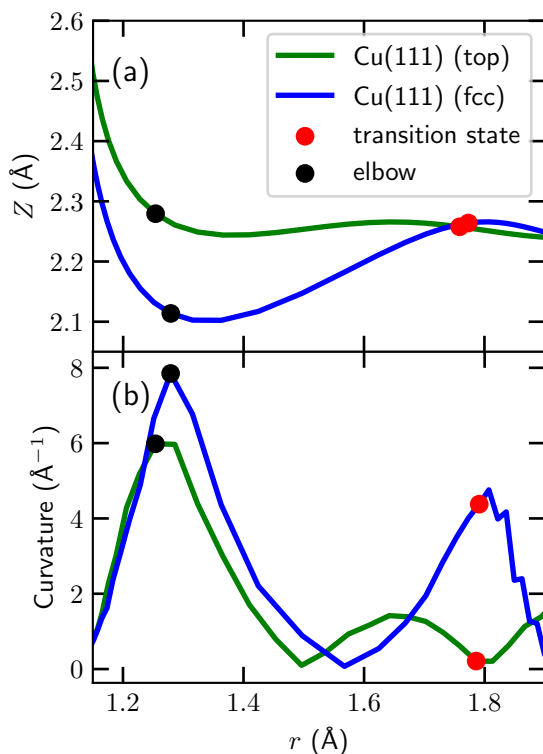 2.6
2.5
2.4
2.3
2.2
2.1
Z (Å)
(a)
Cu(111) (top)
Cu(111) (fcc)
transition state
elbow
8
6
4
2
0
Curvature (Å⁻¹)
(b)
1.2 1.4 1.6 1.8
r (Å)